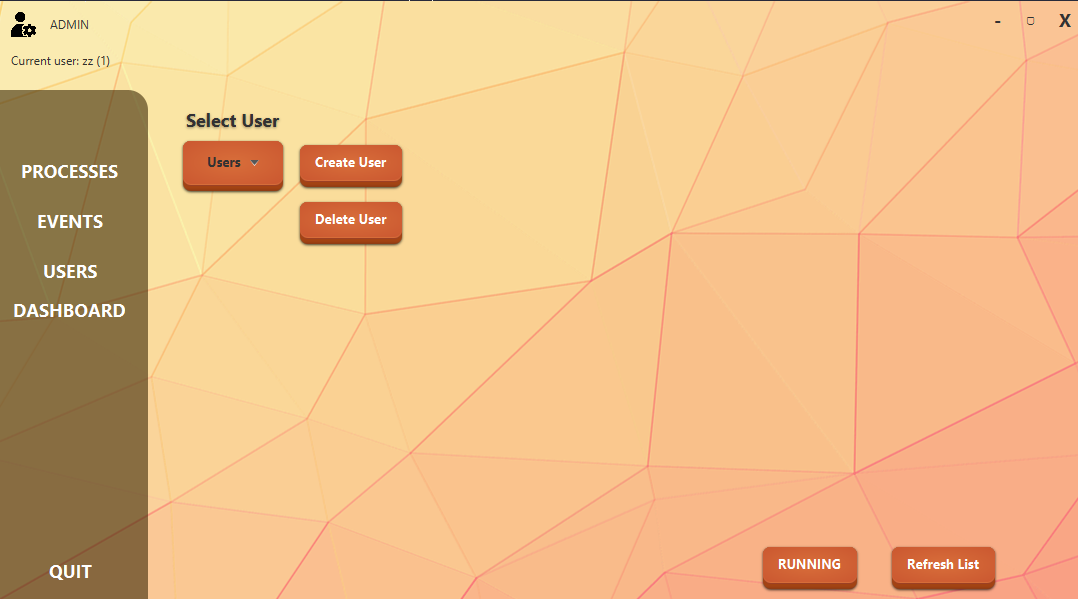 ADMIN
- ▢ X
Current user: zz (1)
Select User
Users
Create User
Delete User
PROCESSES
EVENTS
USERS
DASHBOARD
QUIT
RUNNING
Refresh List